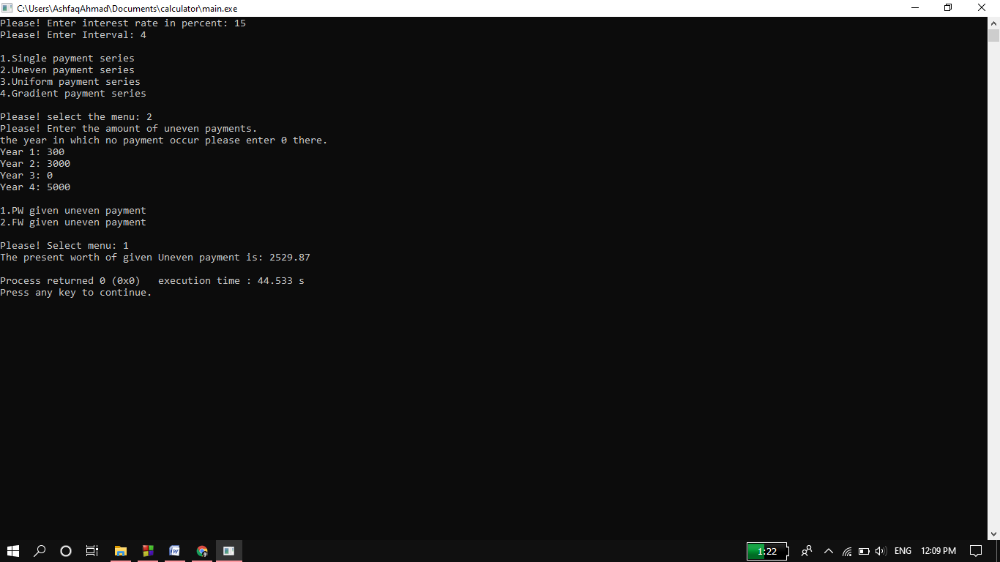 C:\Users\AshfaqAhmad\Documents\calculator\main.exe
Please! Enter interest rate in percent: 15
Please! Enter Interval: 4
1.Single payment series
2.Uneven payment series
3.Uniform payment series
4.Gradient payment series
Please! select the menu: 2
Please! Enter the amount of uneven payments.
the year in which no payment occur please enter 0 there.
Year 1: 300
Year 2: 3000
Year 3: 0
Year 4: 5000
1.PW given uneven payment
2.FW given uneven payment
Please! Select menu: 1
The present worth of given Uneven payment is: 2529.87
Process returned 0 (0x0)   execution time : 44.533 s
Press any key to continue.
1:22
ENG
12:09 PM